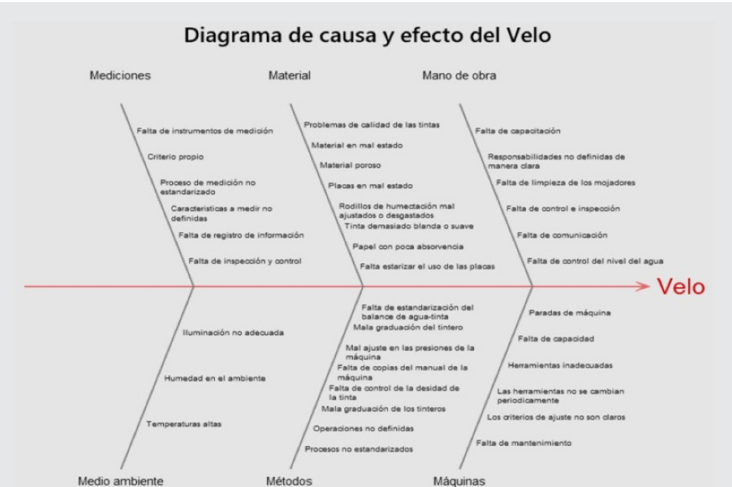 Diagrama de causa y efecto del Velo
Mediciones
Material
Mano de obra
Falta de instrumentos de medición
Criterio propio
Proceso de medición no
estandarizado
Caracteristicas a medir no
definidas
Falta de registro de información
Falta de inspección y control
Problemas de calidad de las tintas
Material en mal estado
Material poroso
Placas en mal estado
Rodillos de humectación mal
ajustados o desgastados
Tinta demasiado blanda o suave
Papel con poca absorvencia
Falta estarizar el uso de las placas
Falta de capacitación
Responsabilidades no definidas de
manera clara
Falta de limpieza de los mojadores
Falta de control e inspección
Falta de comunicación
Falta de control del nivel del agua
Velo
Iluminación no adecuada
Humedad en el ambiente
Temperaturas altas
Falta de estandarización del
balance de agua-tinta
Mala graduación del tintero
Mal ajuste en las presiones de la
máquina
Falta de copias del manual de la
máquina
Falta de control de la desidad de
la tinta
Mala graduación de los tinteros
Operaciones no definidas
Procesos no estandarizados
Paradas de máquina
Falta de capacidad
Herramientas inadecuadas
Las herramientas no se cambian
periodicamente
Los criterios de ajuste no son claros
Falta de mantenimiento
Medio ambiente
Métodos
Máquinas